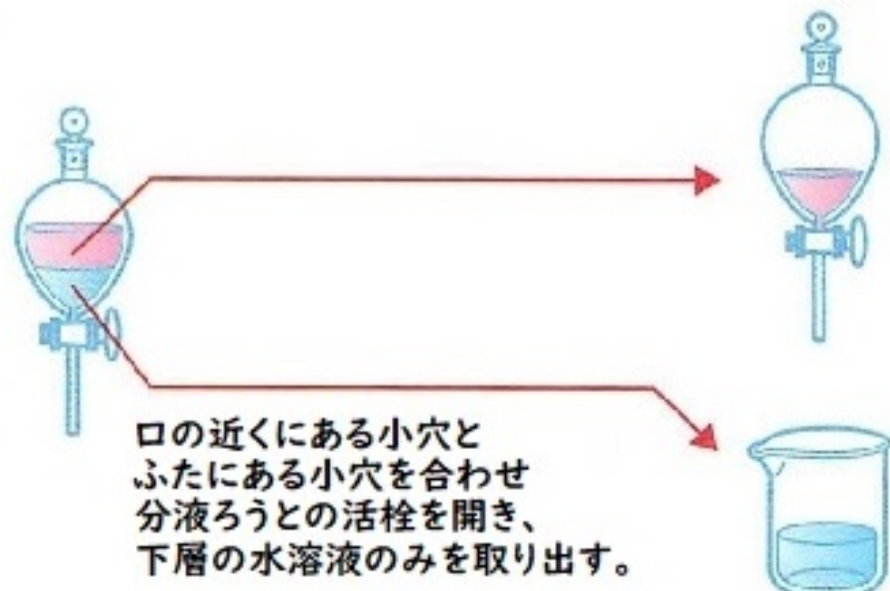 口の近くにある小穴と
ふたにある小穴を合わせ
分液ろうとの活栓を開き、
下層の水溶液のみを取り出す。